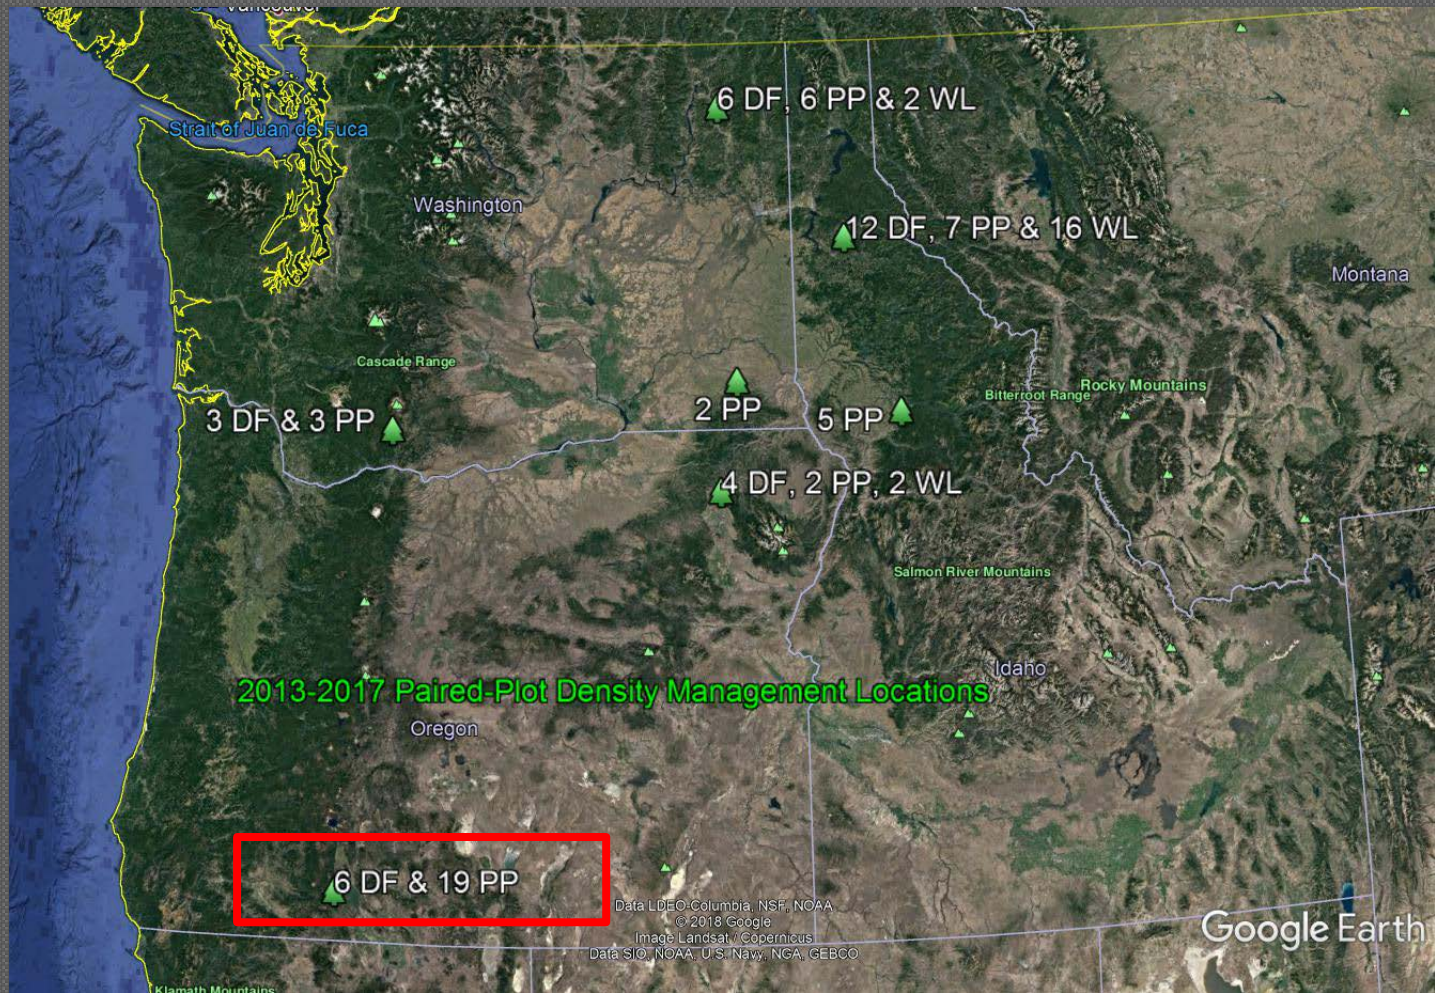 Vancouver
6 DF, 6 PP & 2 WL
Strait of Juan de Fuca
Washington
12 DF, 7 PP & 16 WL
Montana
Cascade Range
Rocky Mountains
Bitterroot Range
2 PP
3 DF & 3 PP
5 PP
4 DF, 2 PP, 2 WL
Salmon River Mountains
Idaho
2013-2017 Paired-Plot Density Management Locations
Oregon
6 DF & 19 PP
Data LDEO-Columbia, NSF, NOAA
© 2018 Google
Image Landsat / Copernicus
Data SIO, NOAA, U.S. Navy, NGA, GEBCO
Google Earth
Klamath Mountains